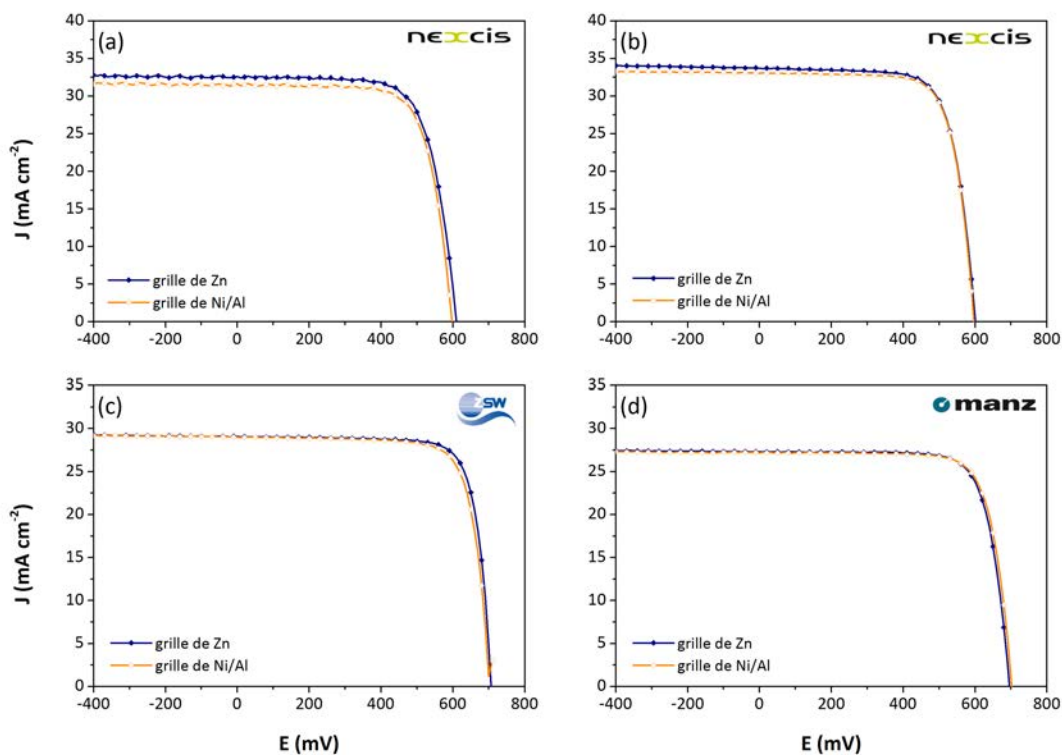 (a)
nexcis
40
35
30
25
20
15
10
5
0
-400 -200 0 200 400 600 800
grille de Zn
grille de Ni/Al
(b)
nexcis
40
35
30
25
20
15
10
5
0
-400 -200 0 200 400 600 800
grille de Zn
grille de Ni/Al
J (mA cm⁻²)
(c)
ZSW
35
30
25
20
15
10
5
0
-400 -200 0 200 400 600 800
grille de Zn
grille de Ni/Al
E (mV)
(d)
manz
35
30
25
20
15
10
5
0
-400 -200 0 200 400 600 800
grille de Zn
grille de Ni/Al
E (mV)
J (mA cm⁻²)